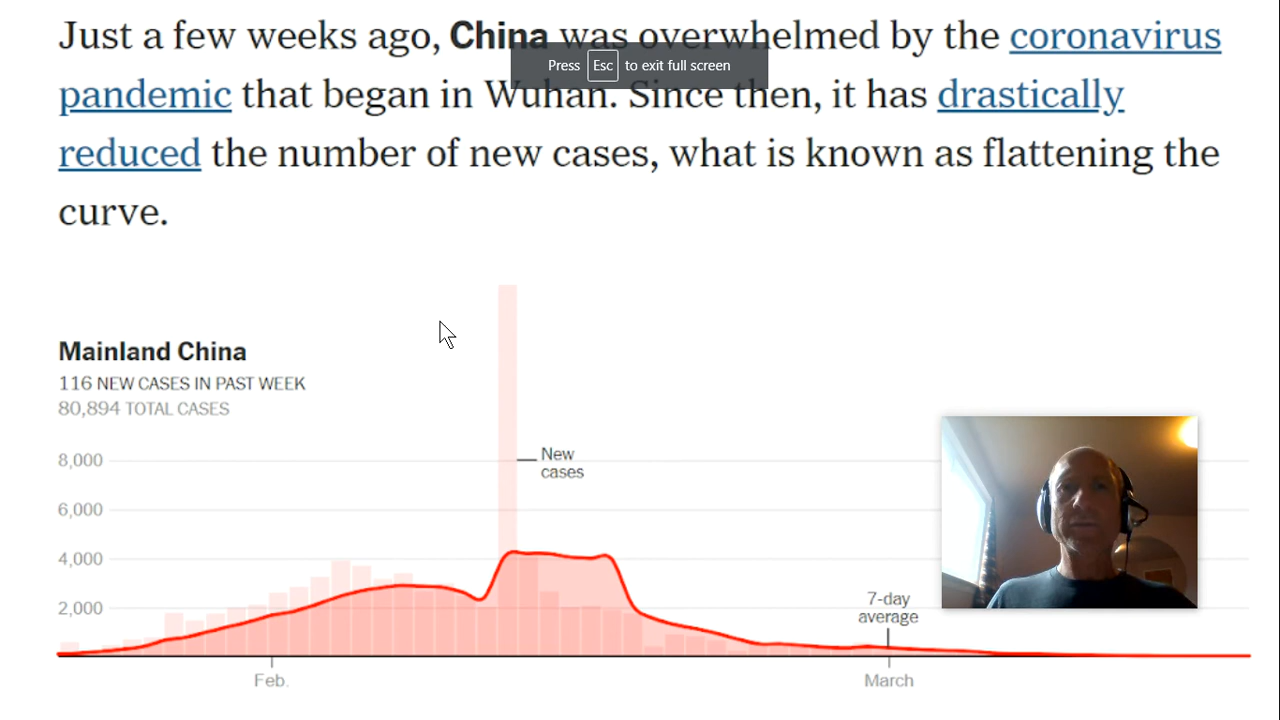 Just a few weeks ago, China was overwhelmed by the coronavirus
Press Esc to exit full screen
pandemic that began in Wuhan. Since then, it has drastically
reduced the number of new cases, what is known as flattening the
curve.
Mainland China
116 NEW CASES IN PAST WEEK
80,894 TOTAL CASES
8,000
New
cases
6,000
4,000
2,000
7-day
average
Feb.
March